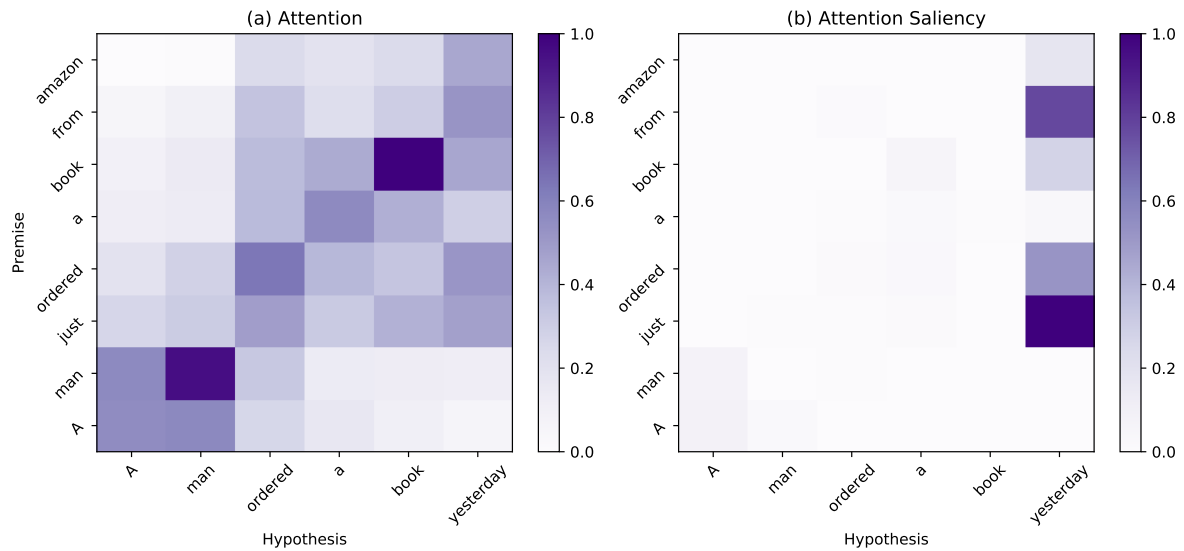 (a) Attention
(b) Attention Saliency
Premise
amazon
from
book
a
ordered
just
man
A
A
man
ordered
a
book
yesterday
Hypothesis
1.0
0.8
0.6
0.4
0.2
0.0
amazon
from
book
a
ordered
just
man
A
A
man
ordered
a
book
yesterday
Hypothesis
1.0
0.8
0.6
0.4
0.2
0.0